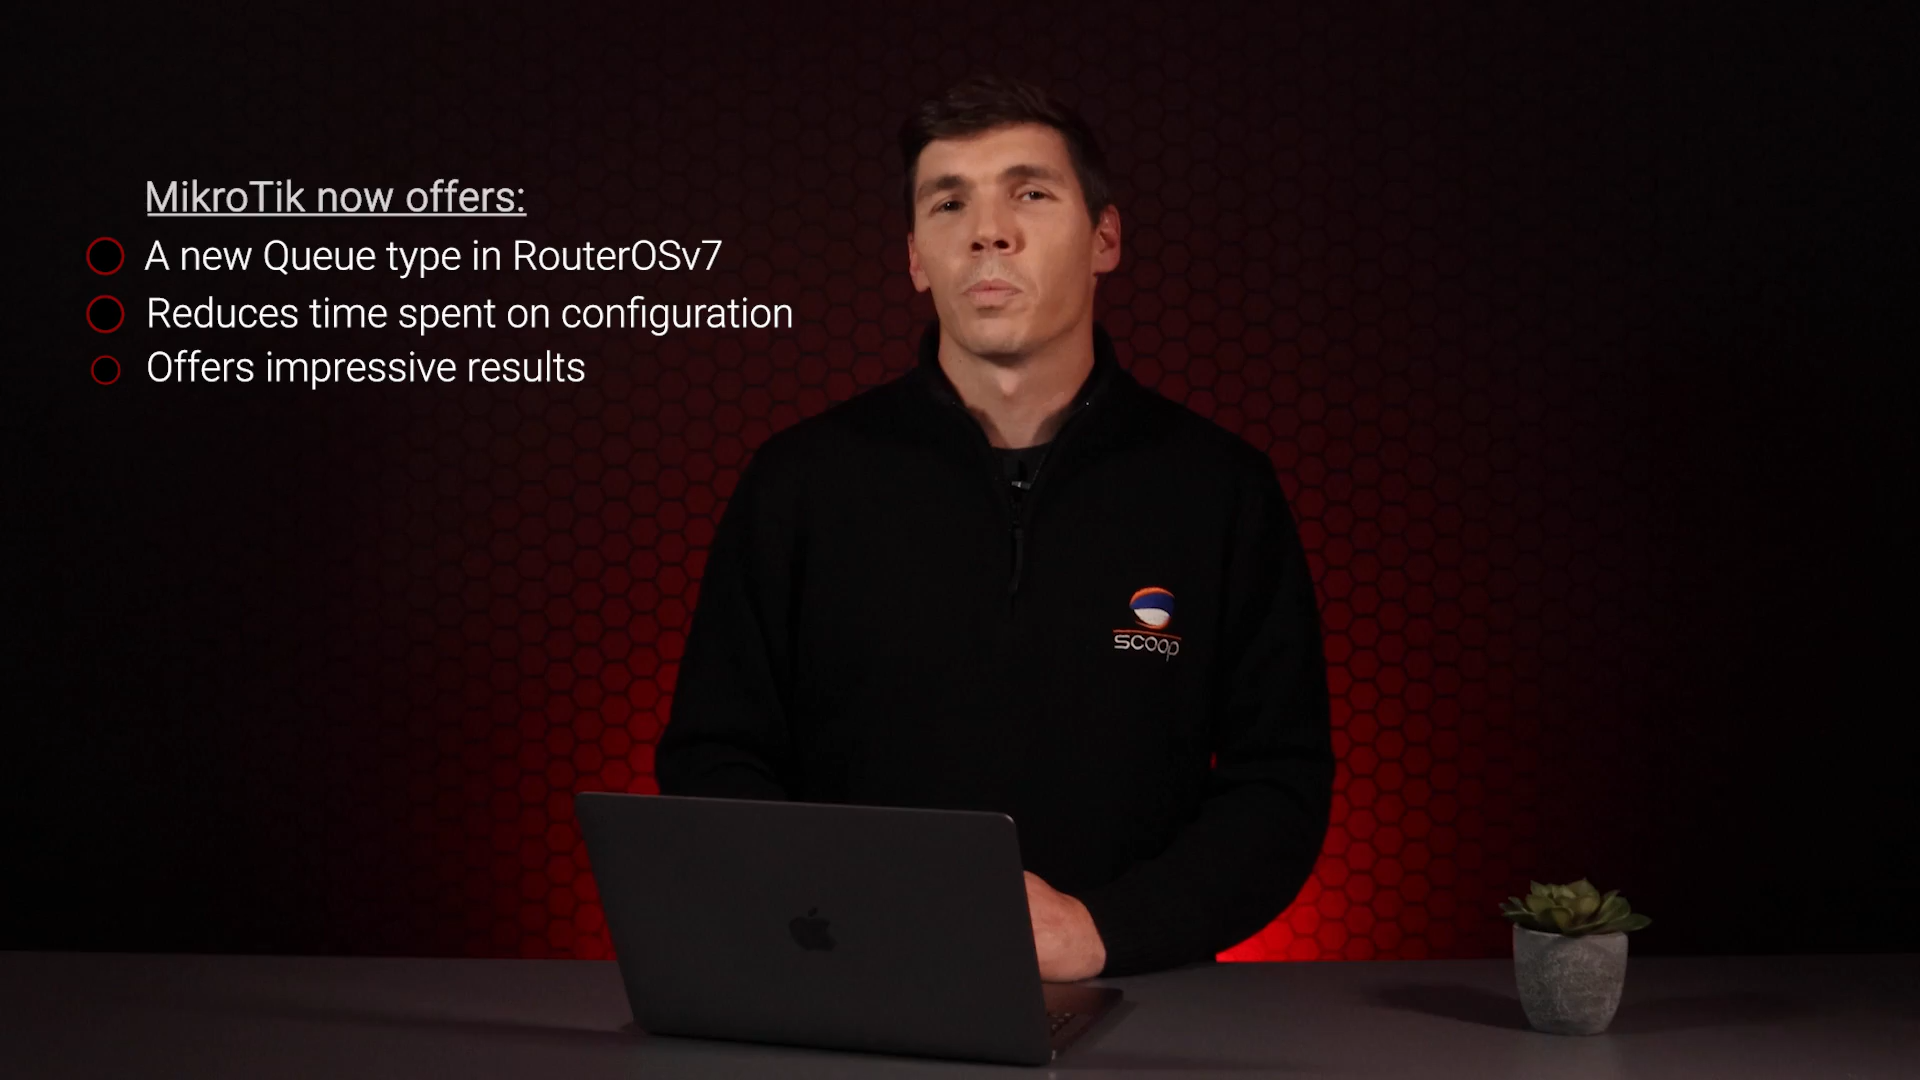 MikroTik now offers:
A new Queue type in RouterOSv7
Reduces time spent on configuration
Offers impressive results
scoop